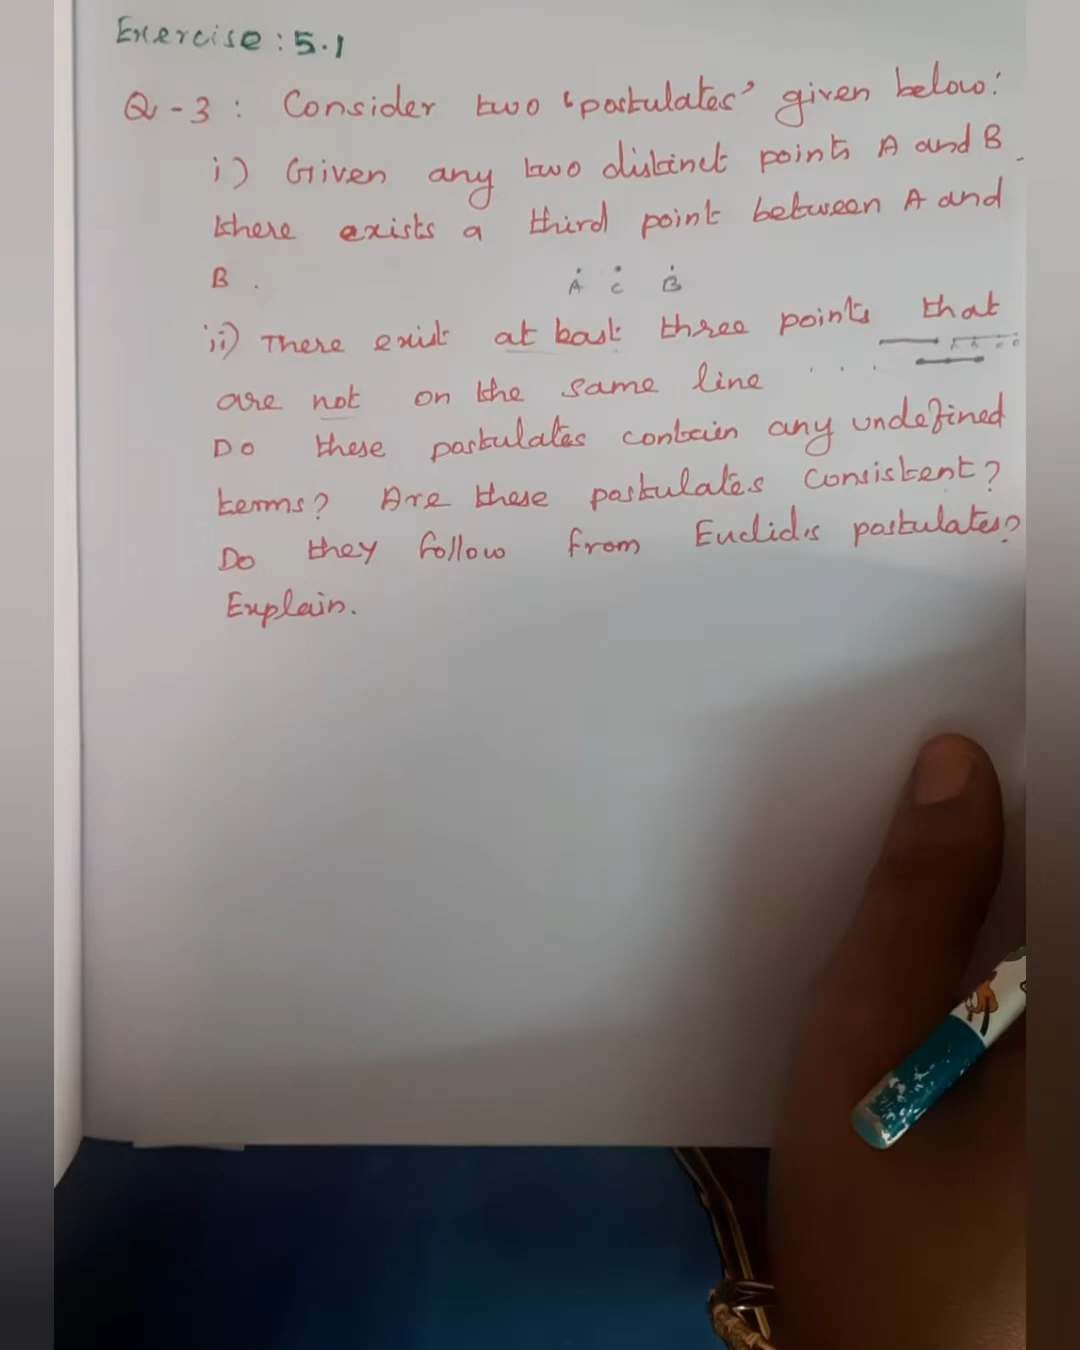 Exercise: 5.1
Q-3: Consider two 'postulates' given below:
i) Given any two distinct points A and B
there exists a third point between A and
B.
A C B
ii) There exist at least three points that
are not on the same line
Do these postulates contain any undefined
terms? Are these postulates consistent?
Do they follow from Euclid's postulates?
Explain.